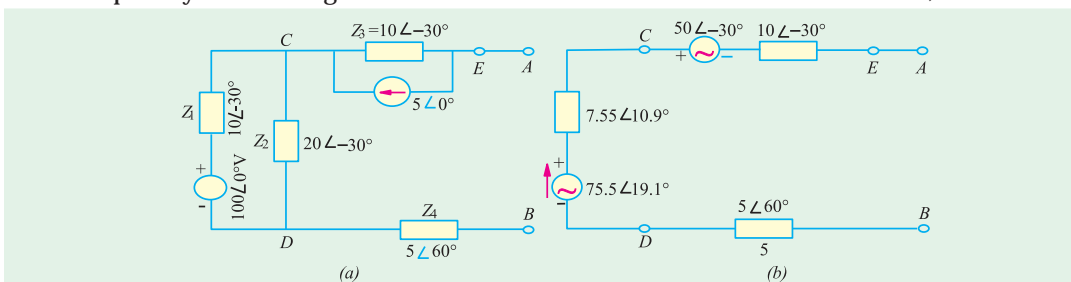 C
Z3=10∠–30°
E
A
5∠0°
Z1
10∠-30°
Z2
20∠–30°
+
100∠0°V
-
D
Z4
5∠60°
B
(a)
C
50∠–30°
+
–
10∠–30°
E
A
7.55∠10.9°
+
75.5∠19.1°
-
D
5∠60°
5
B
(b)